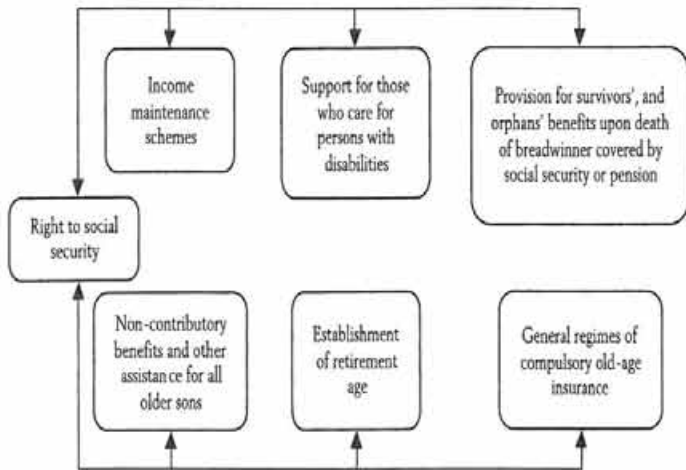 Income
maintenance
schemes
Support for those
who care for
persons with
disabilities
Provision for survivors', and
orphans' benefits upon death
of breadwinner covered by
social security or pension
Right to social
security
Non-contributory
benefits and other
assistance for all
older sons
Establishment
of retirement
age
General regimes of
compulsory old-age
insurance